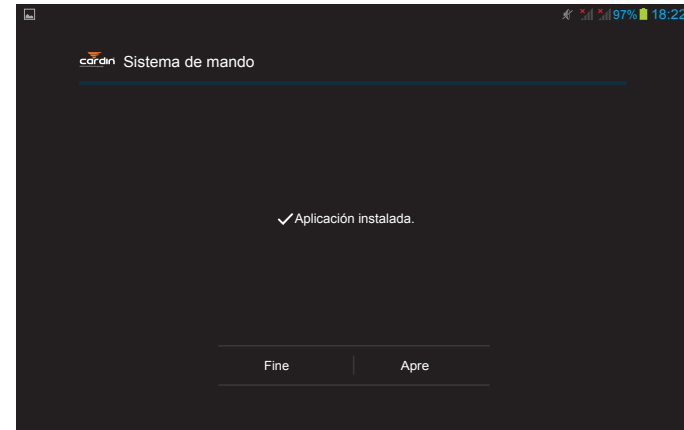 97% 18:22
cardin Sistema de mando
Aplicación instalada.
Fine Apre